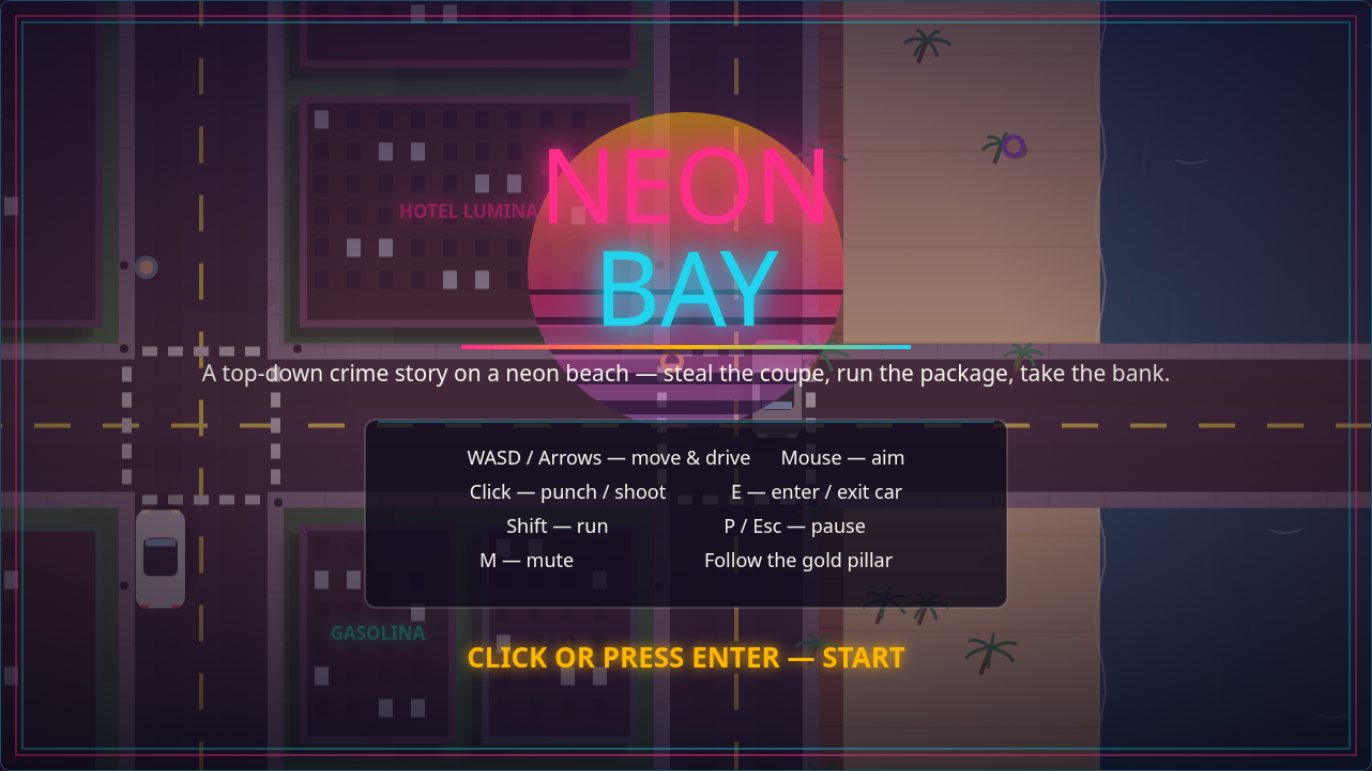 HOTEL LUMINA
NEON
BAY
A top-down crime story on a neon beach — steal the coupe, run the package, take the bank.
WASD / Arrows — move & drive Mouse — aim
Click — punch / shoot E — enter / exit car
Shift — run P / Esc — pause
M — mute Follow the gold pillar
GASOLINA
CLICK OR PRESS ENTER — START